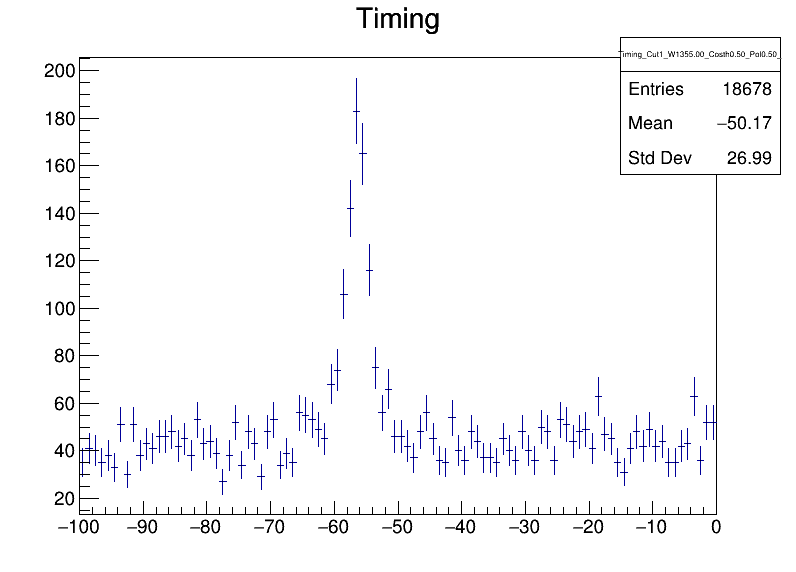 Timing
Timing_Cut1_W1355.00_Costh0.50_Pol0.50_
Entries 18678
Mean −50.17
Std Dev 26.99
200
180
160
140
120
100
80
60
40
20
−100 −90 −80 −70 −60 −50 −40 −30 −20 −10 0